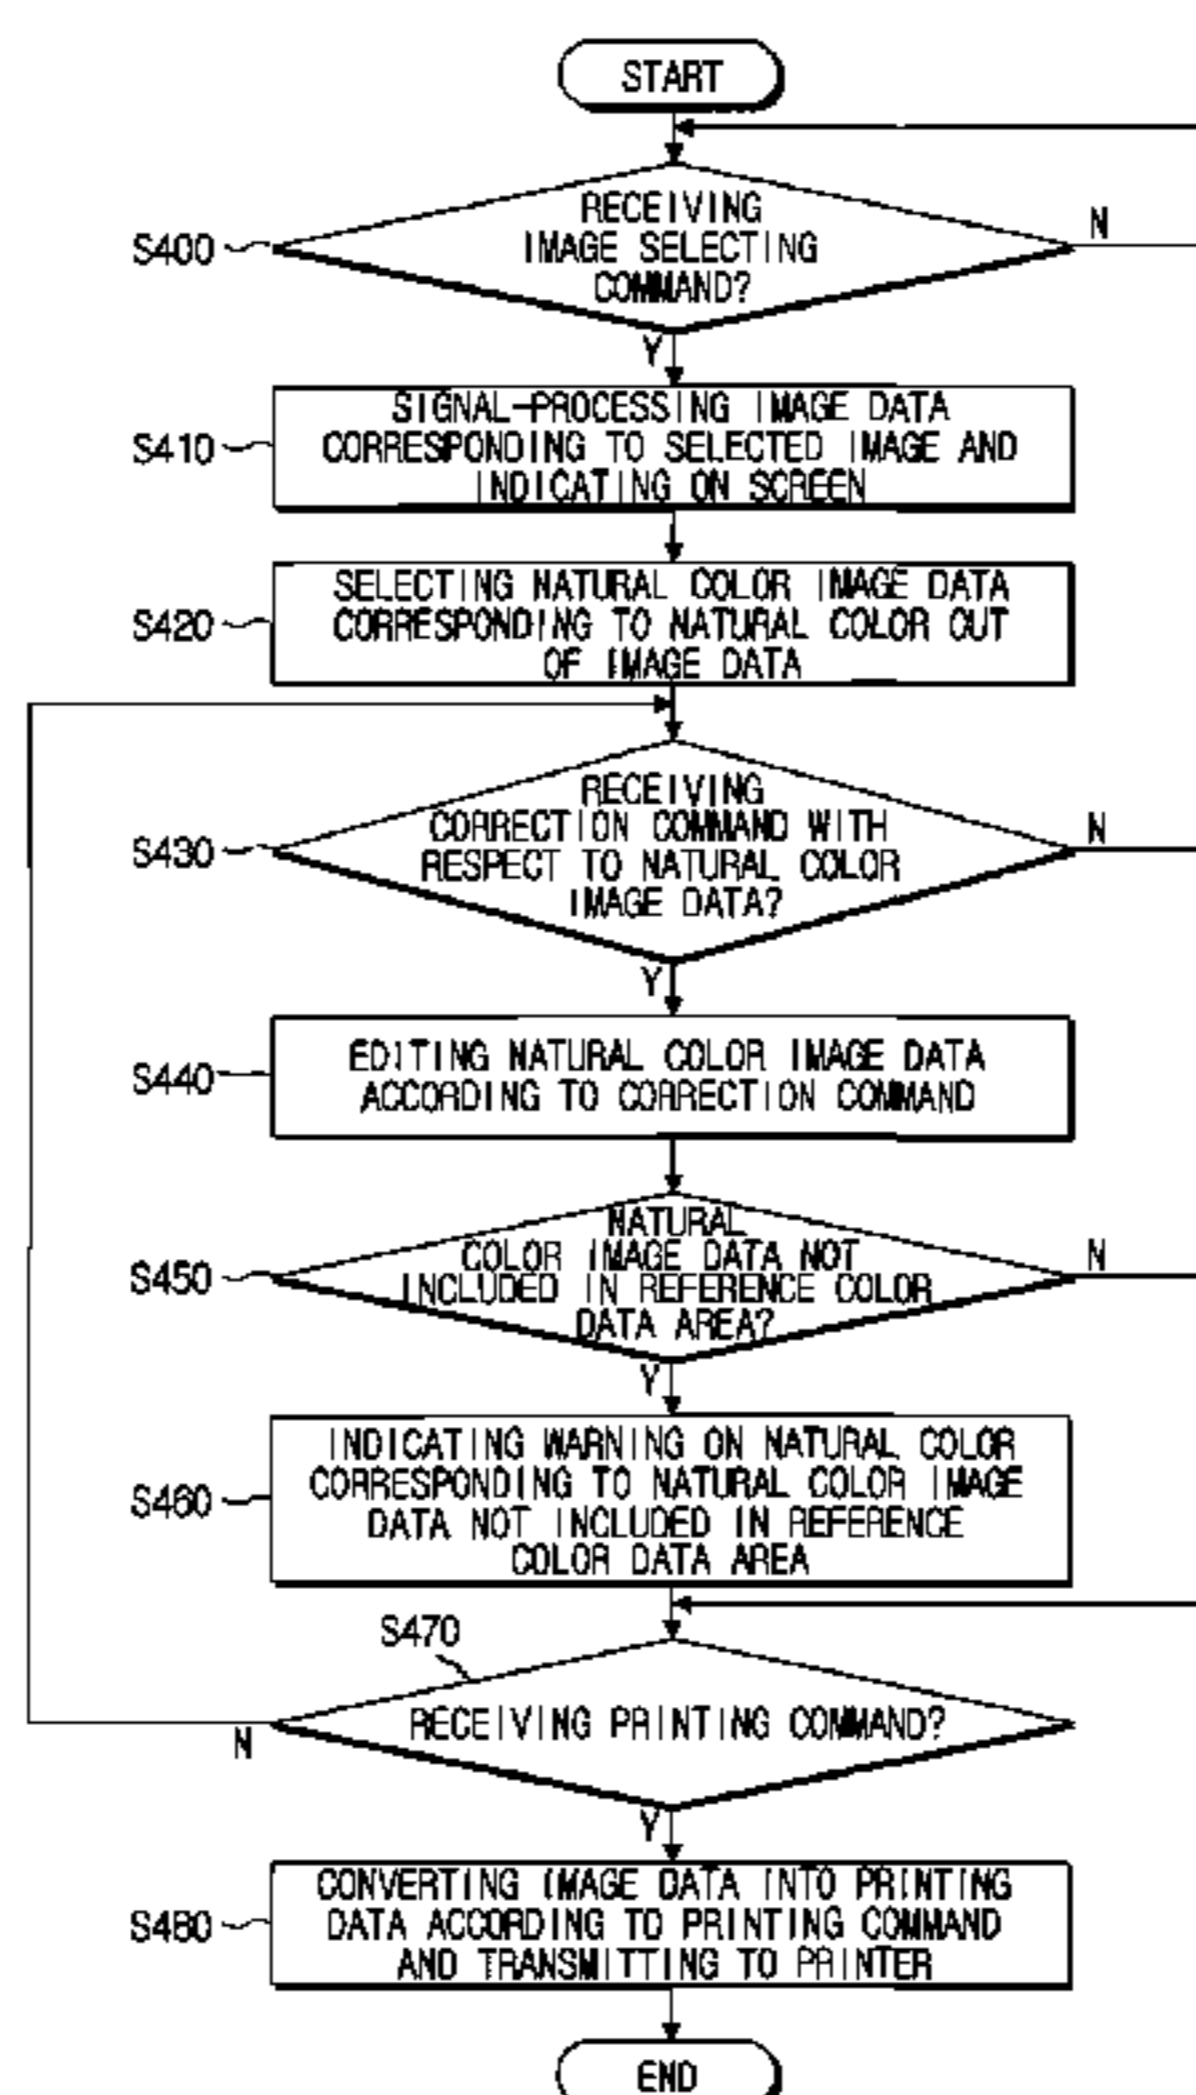 START
RECEIVING
IMAGE SELECTING
COMMAND?
S400
N
Y
SIGNAL-PROCESSING IMAGE DATA
CORRESPONDING TO SELECTED IMAGE AND
INDICATING ON SCREEN
S410
SELECTING NATURAL COLOR IMAGE DATA
CORRESPONDING TO NATURAL COLOR OUT
OF IMAGE DATA
S420
RECEIVING
CORRECTION COMMAND WITH
RESPECT TO NATURAL COLOR
IMAGE DATA?
S430
N
Y
EDITING NATURAL COLOR IMAGE DATA
ACCORDING TO CORRECTION COMMAND
S440
NATURAL
COLOR IMAGE DATA NOT
INCLUDED IN REFERENCE COLOR
DATA AREA?
S450
N
Y
INDICATING WARNING ON NATURAL COLOR
CORRESPONDING TO NATURAL COLOR IMAGE
DATA NOT INCLUDED IN REFERENCE
COLOR DATA AREA
S460
S470
RECEIVING PRINTING COMMAND?
N
Y
CONVERTING IMAGE DATA INTO PRINTING
DATA ACCORDING TO PRINTING COMMAND
AND TRANSMITTING TO PRINTER
S480
END